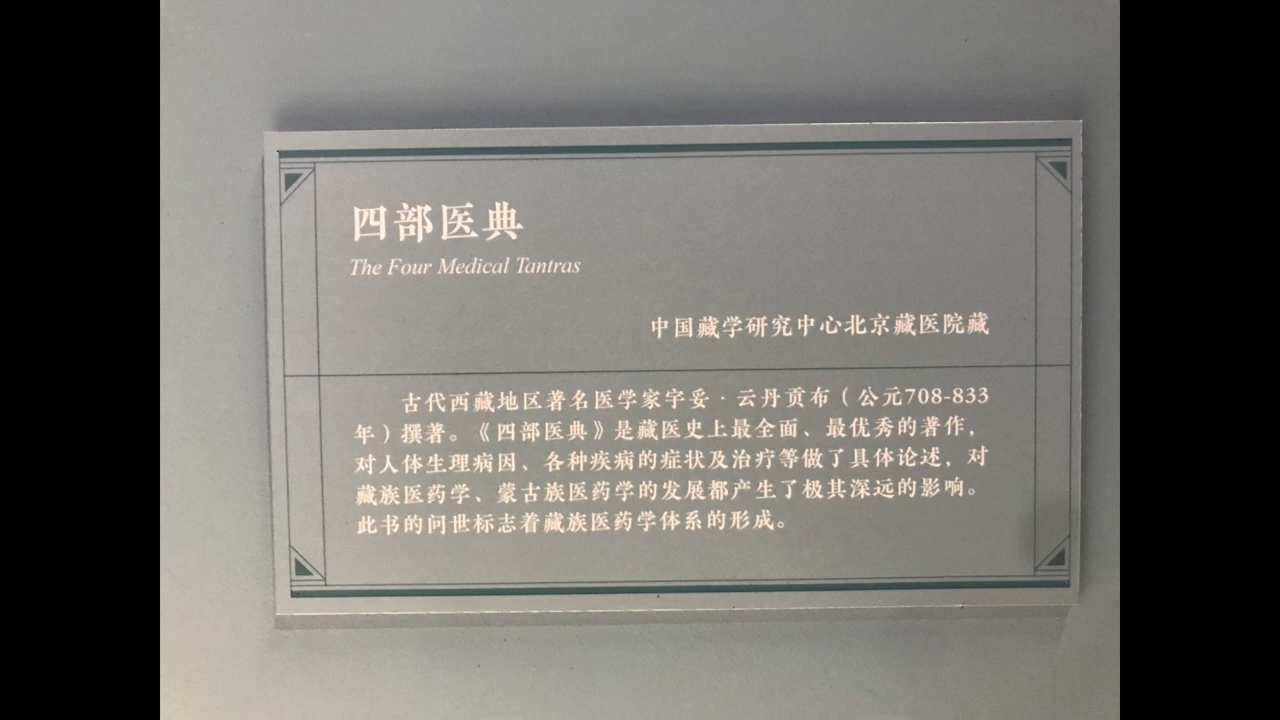 四部医典
The Four Medical Tantras
中国藏学研究中心北京藏医院藏
古代西藏地区著名医学家宇妥·云丹贡布（公元708-833
年）撰著。《四部医典》是藏医史上最全面、最优秀的著作，
对人体生理病因、各种疾病的症状及治疗等做了具体论述，对
藏族医药学、蒙古族医药学的发展都产生了极其深远的影响。
此书的问世标志着藏族医药学体系的形成。